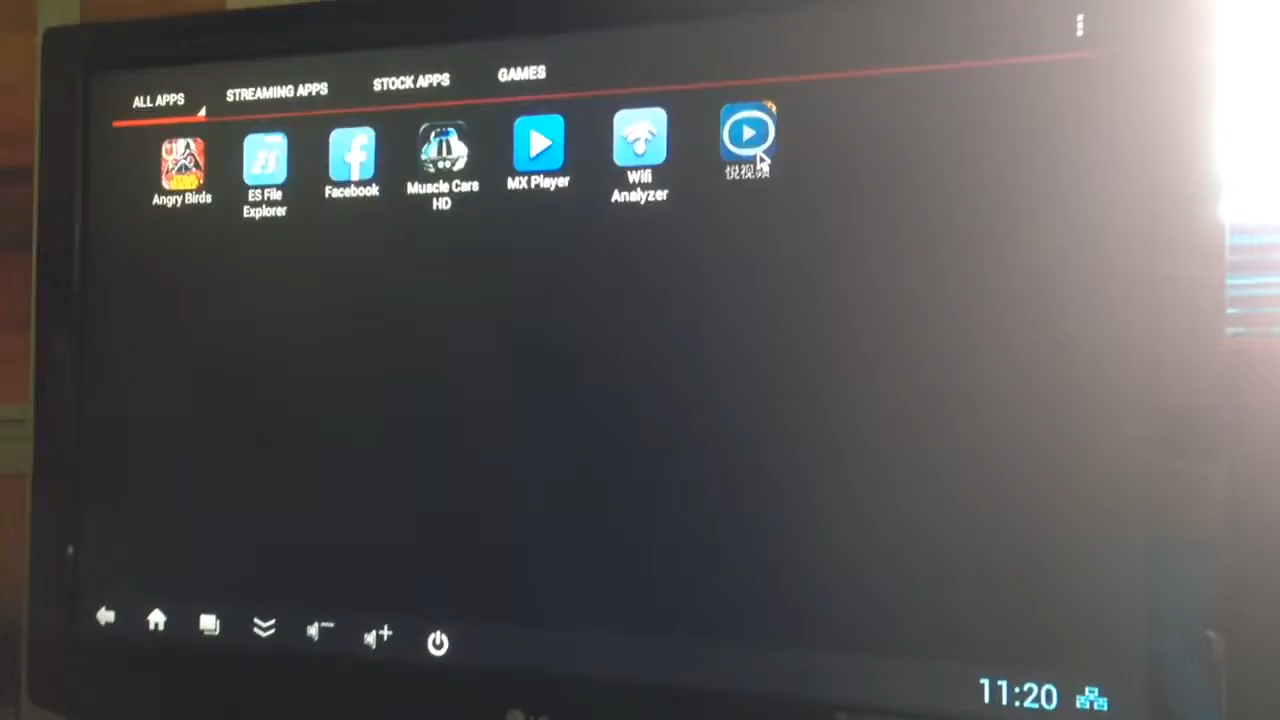 ALL APPS
STREAMING APPS
STOCK APPS
GAMES
Angry Birds
ES File
Explorer
Facebook
Muscle Cars
HD
MX Player
Wifi
Analyzer
悦视频
11:20